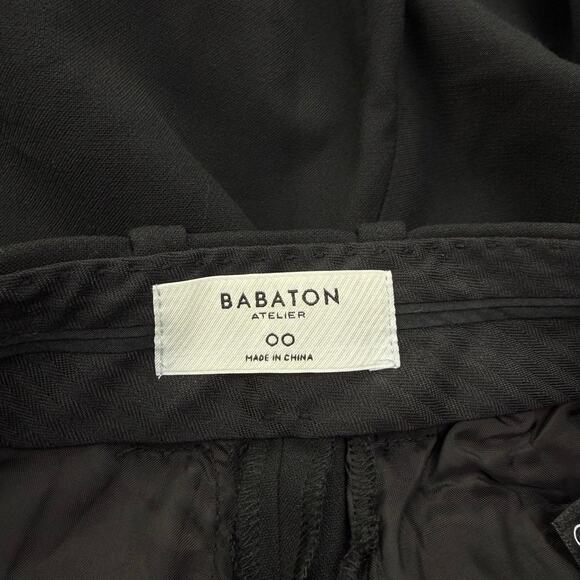 BABATON
ATELIER
00
MADE IN CHINA